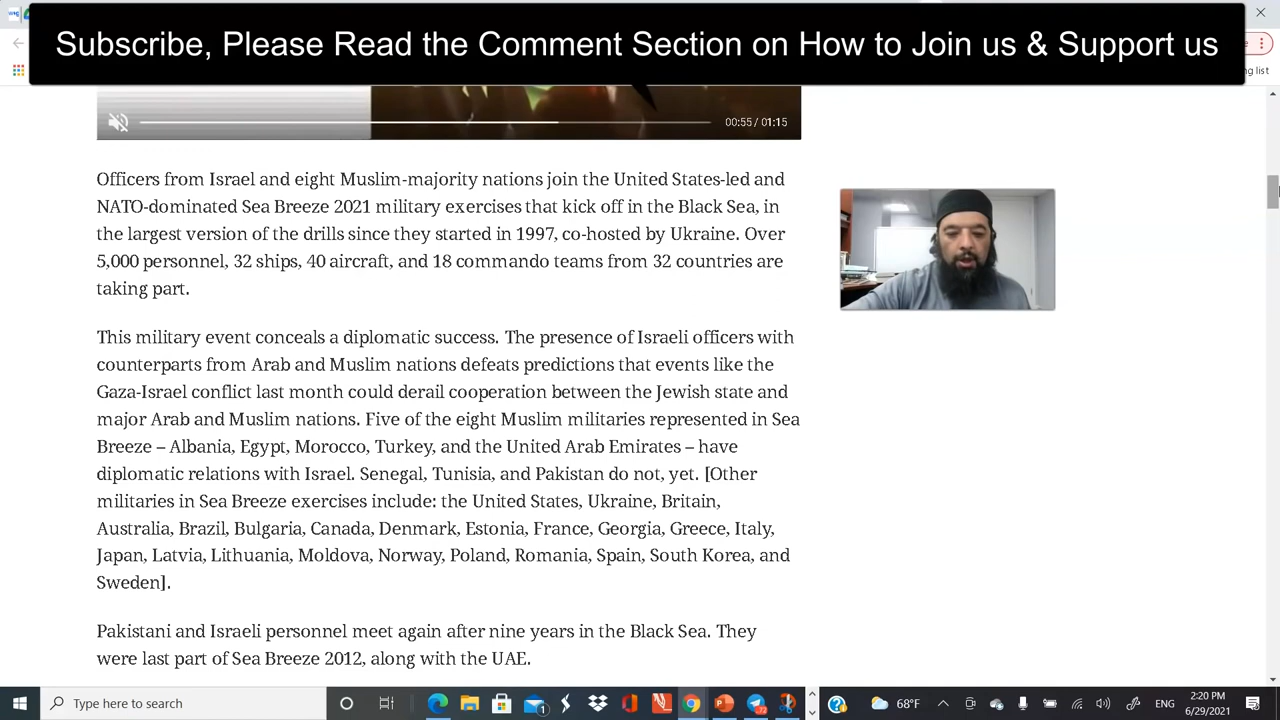 Subscribe, Please Read the Comment Section on How to Join us & Support us
ng list
00:55 / 01:15
Officers from Israel and eight Muslim-majority nations join the United States-led and
NATO-dominated Sea Breeze 2021 military exercises that kick off in the Black Sea, in
the largest version of the drills since they started in 1997, co-hosted by Ukraine. Over
5,000 personnel, 32 ships, 40 aircraft, and 18 commando teams from 32 countries are
taking part.
This military event conceals a diplomatic success. The presence of Israeli officers with
counterparts from Arab and Muslim nations defeats predictions that events like the
Gaza-Israel conflict last month could derail cooperation between the Jewish state and
major Arab and Muslim nations. Five of the eight Muslim militaries represented in Sea
Breeze – Albania, Egypt, Morocco, Turkey, and the United Arab Emirates – have
diplomatic relations with Israel. Senegal, Tunisia, and Pakistan do not, yet. [Other
militaries in Sea Breeze exercises include: the United States, Ukraine, Britain,
Australia, Brazil, Bulgaria, Canada, Denmark, Estonia, France, Georgia, Greece, Italy,
Japan, Latvia, Lithuania, Moldova, Norway, Poland, Romania, Spain, South Korea, and
Sweden].
Pakistani and Israeli personnel meet again after nine years in the Black Sea. They
were last part of Sea Breeze 2012, along with the UAE.
Type here to search
68°F
ENG
2:20 PM
6/29/2021